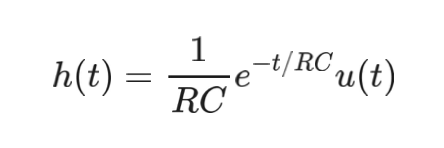 h(t) = \frac{1}{RC} e^{-t/RC} u(t)